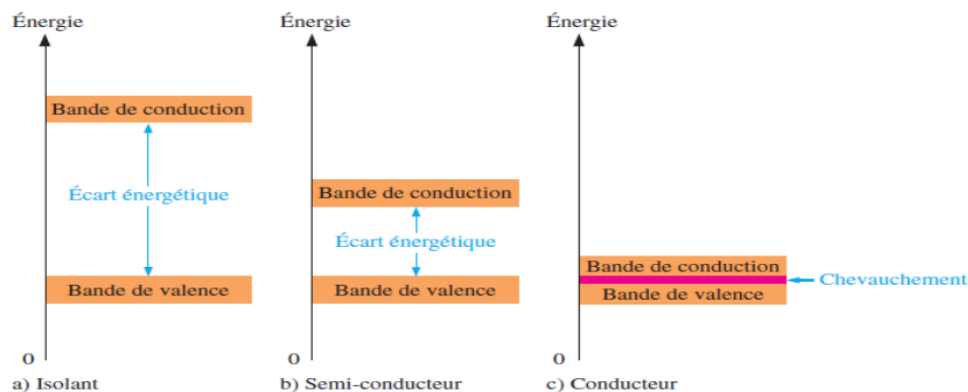 Énergie
Bande de conduction
Écart énergétique
Bande de valence
0
a) Isolant
Énergie
Bande de conduction
Écart énergétique
Bande de valence
0
b) Semi-conducteur
Énergie
Bande de conduction
Chevauchement
Bande de valence
0
c) Conducteur